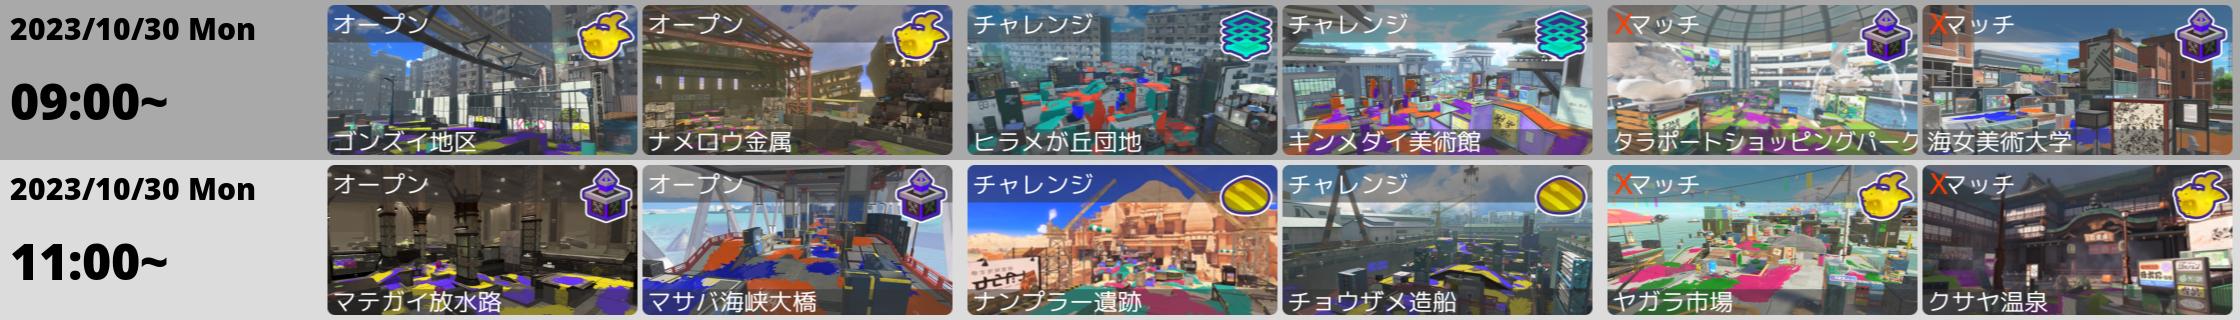 2023/10/30 Mon
09:00~
オープン
ゴンズイ地区
オープン
ナメロウ金属
チャレンジ
ヒラメが丘団地
チャレンジ
キンメダイ美術館
Xマッチ
タラポートショッピングパーク
Xマッチ
海女美術大学
2023/10/30 Mon
11:00~
オープン
マテガイ放水路
オープン
マサバ海峡大橋
チャレンジ
ナンプラー遺跡
チャレンジ
チョウザメ造船
Xマッチ
ヤガラ市場
Xマッチ
クサヤ温泉